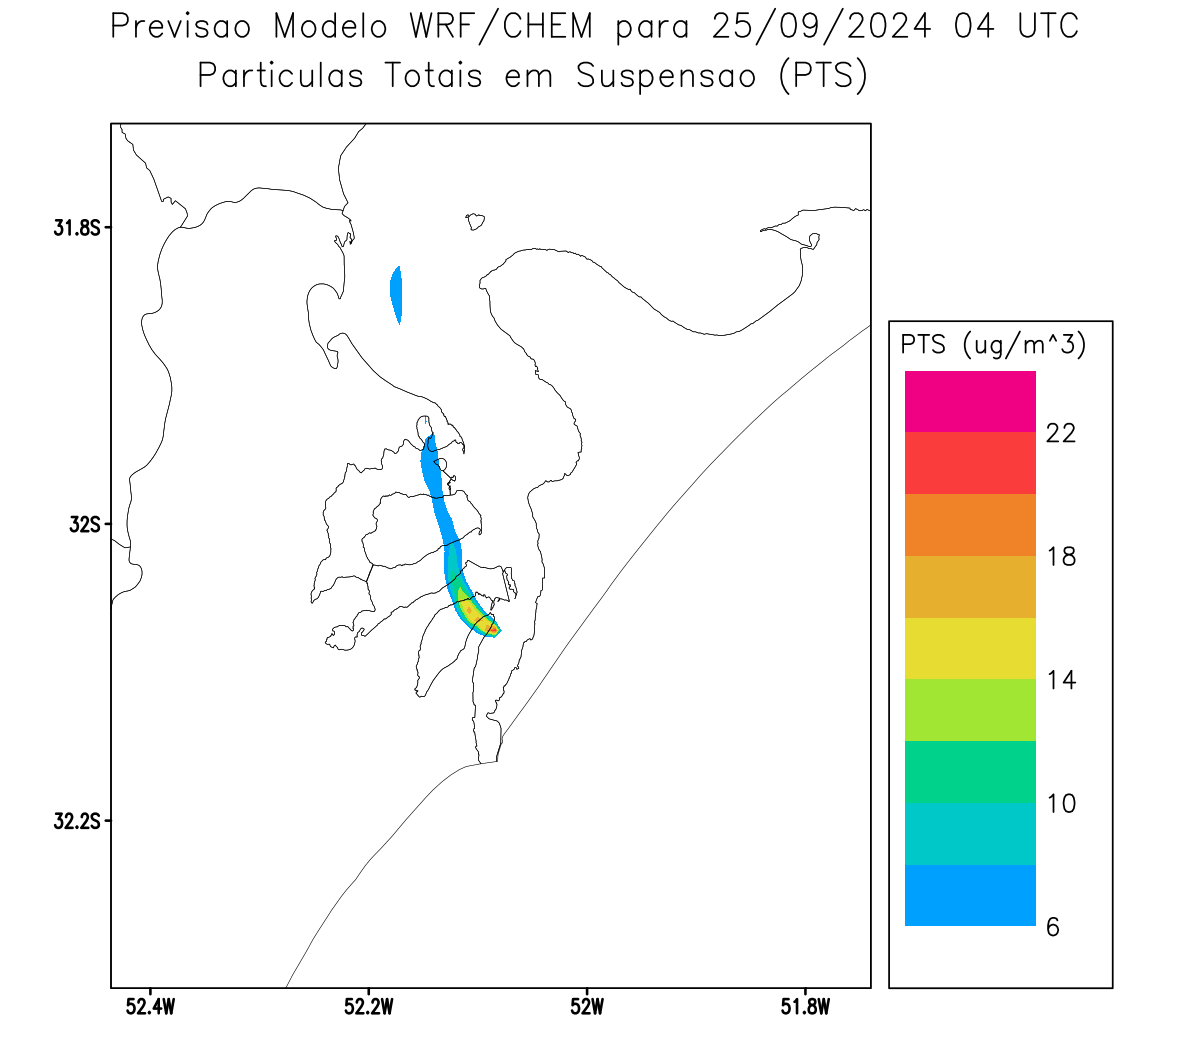 Previsao Modelo WRF/CHEM para 25/09/2024 04 UTC
Particulas Totais em Suspensao (PTS)
31.8S
32S
32.2S
52.4W
52.2W
52W
51.8W
PTS (ug/m^3)
22
18
14
10
6